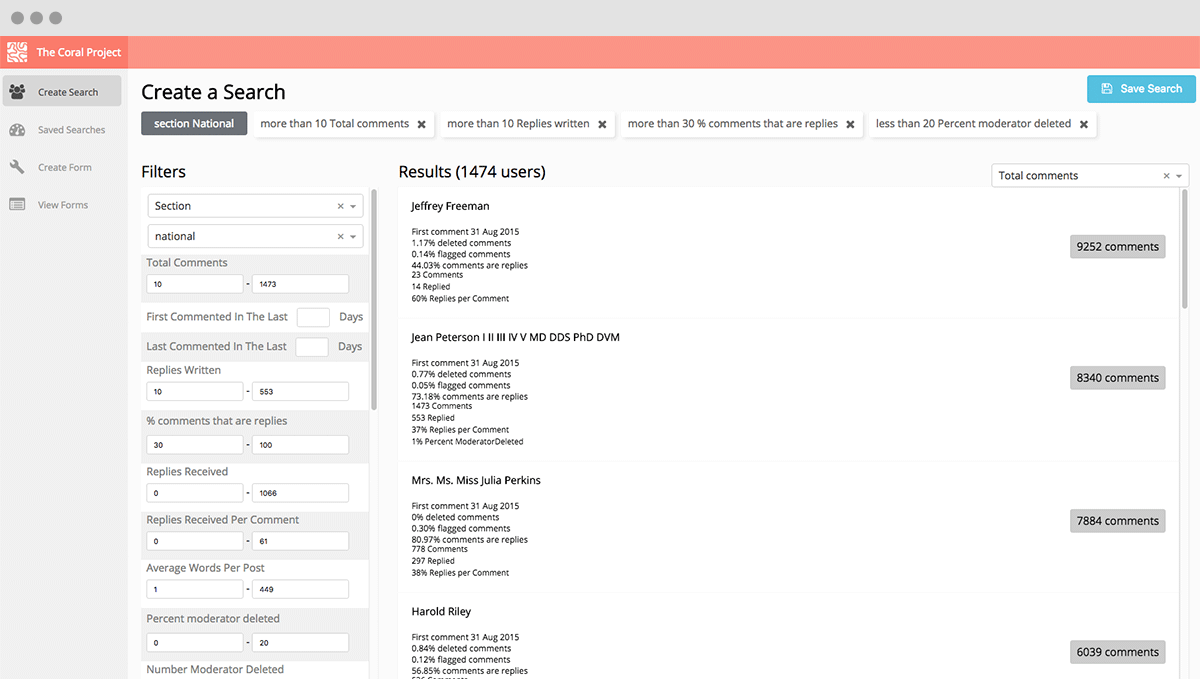 The Coral Project
Create Search
Saved Searches
Create Form
View Forms
Create a Search
Save Search
section National
more than 10 Total comments ×
more than 10 Replies written ×
more than 30 % comments that are replies ×
less than 20 Percent moderator deleted ×
Filters
Section ×
national ×
Total Comments
10 - 1473
First Commented In The Last Days
Last Commented In The Last Days
Replies Written
10 - 553
% comments that are replies
30 - 100
Replies Received
0 - 1066
Replies Received Per Comment
0 - 61
Average Words Per Post
1 - 449
Percent moderator deleted
0 - 20
Number Moderator Deleted
Results (1474 users)
Total comments ×
Jeffrey Freeman
First comment 31 Aug 2015
1.17% deleted comments
0.14% flagged comments
44.03% comments are replies
23 Comments
14 Replied
60% Replies per Comment
9252 comments
Jean Peterson I II III IV V MD DDS PhD DVM
First comment 31 Aug 2015
0.77% deleted comments
0.05% flagged comments
73.18% comments are replies
1473 Comments
553 Replied
37% Replies per Comment
1% Percent ModeratorDeleted
8340 comments
Mrs. Ms. Miss Julia Perkins
First comment 31 Aug 2015
0% deleted comments
0.30% flagged comments
80.97% comments are replies
778 Comments
297 Replied
38% Replies per Comment
7884 comments
Harold Riley
First comment 31 Aug 2015
0.84% deleted comments
0.12% flagged comments
56.85% comments are replies
6039 comments